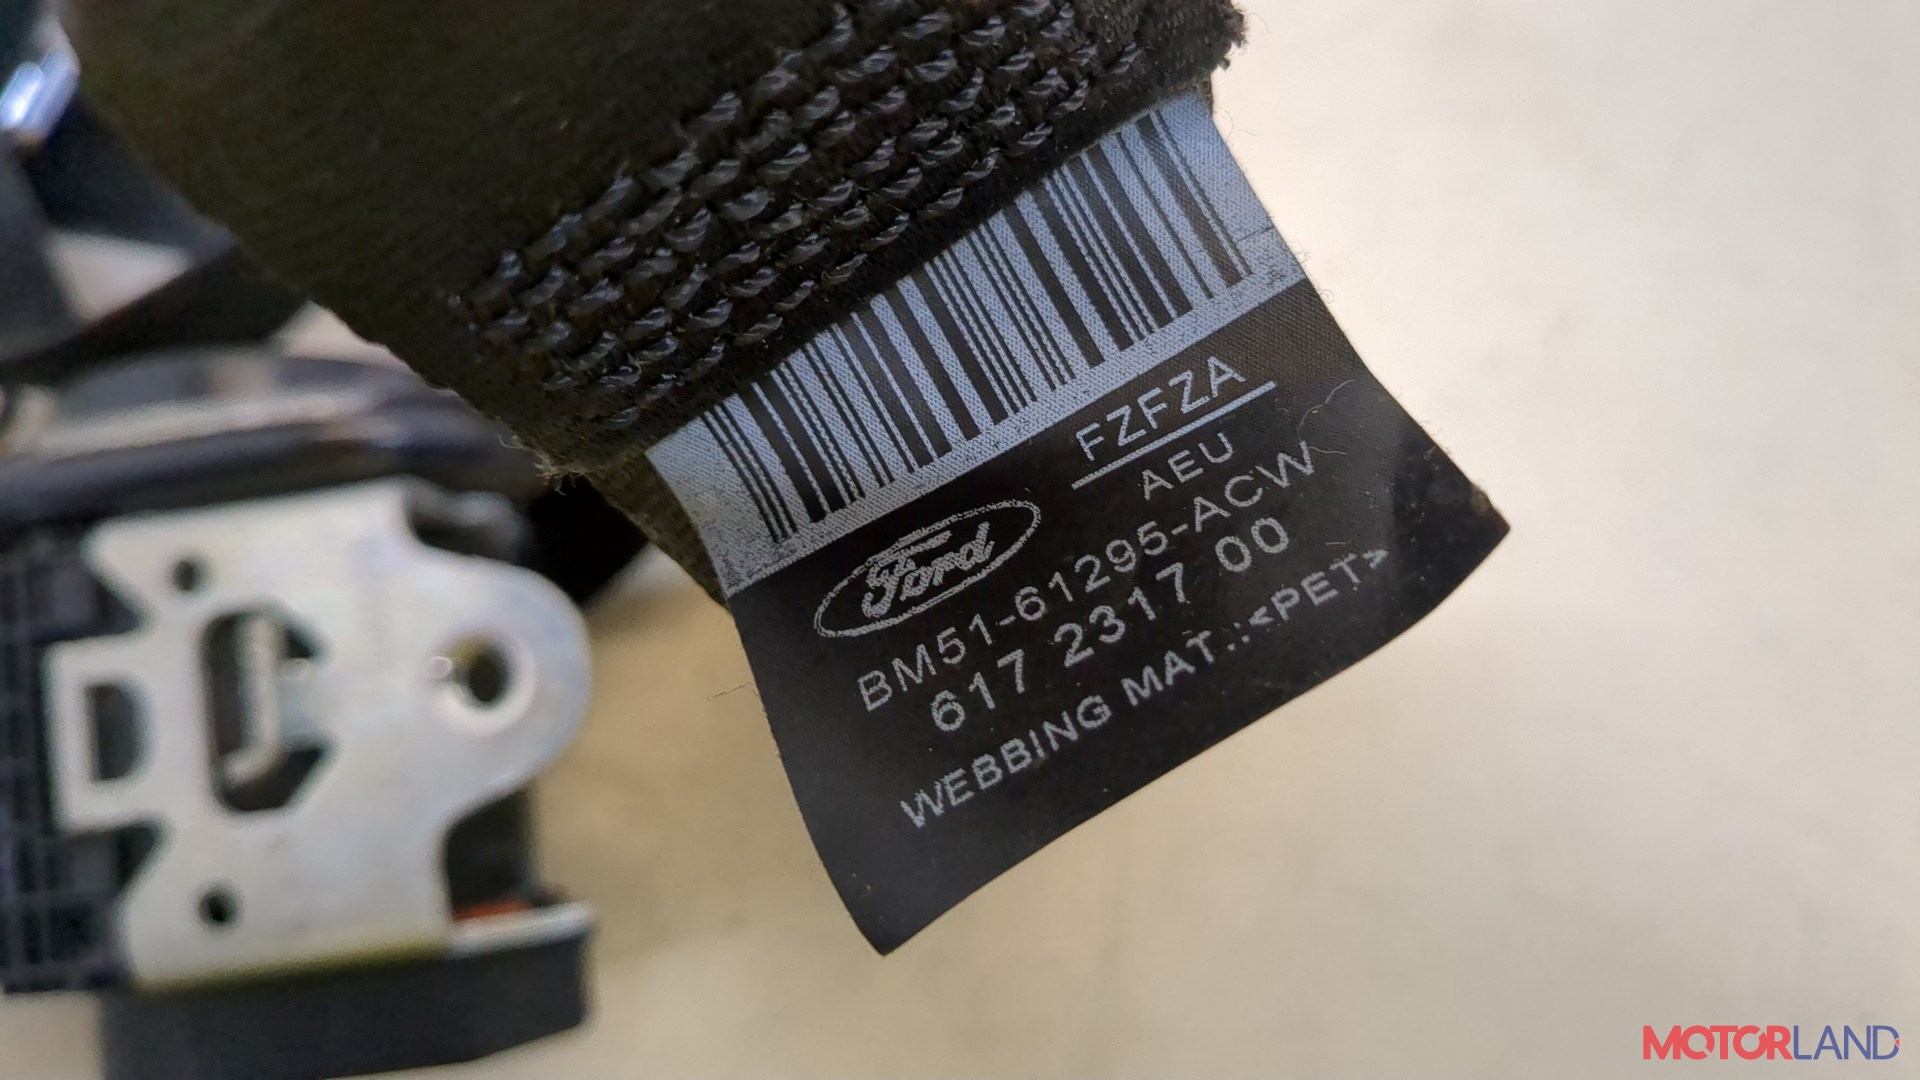 FZFZA
AEU
Ford
BM51-61295-ACW
617 2317 00
WEBBING MAT.:<PET>
MOTORLAND